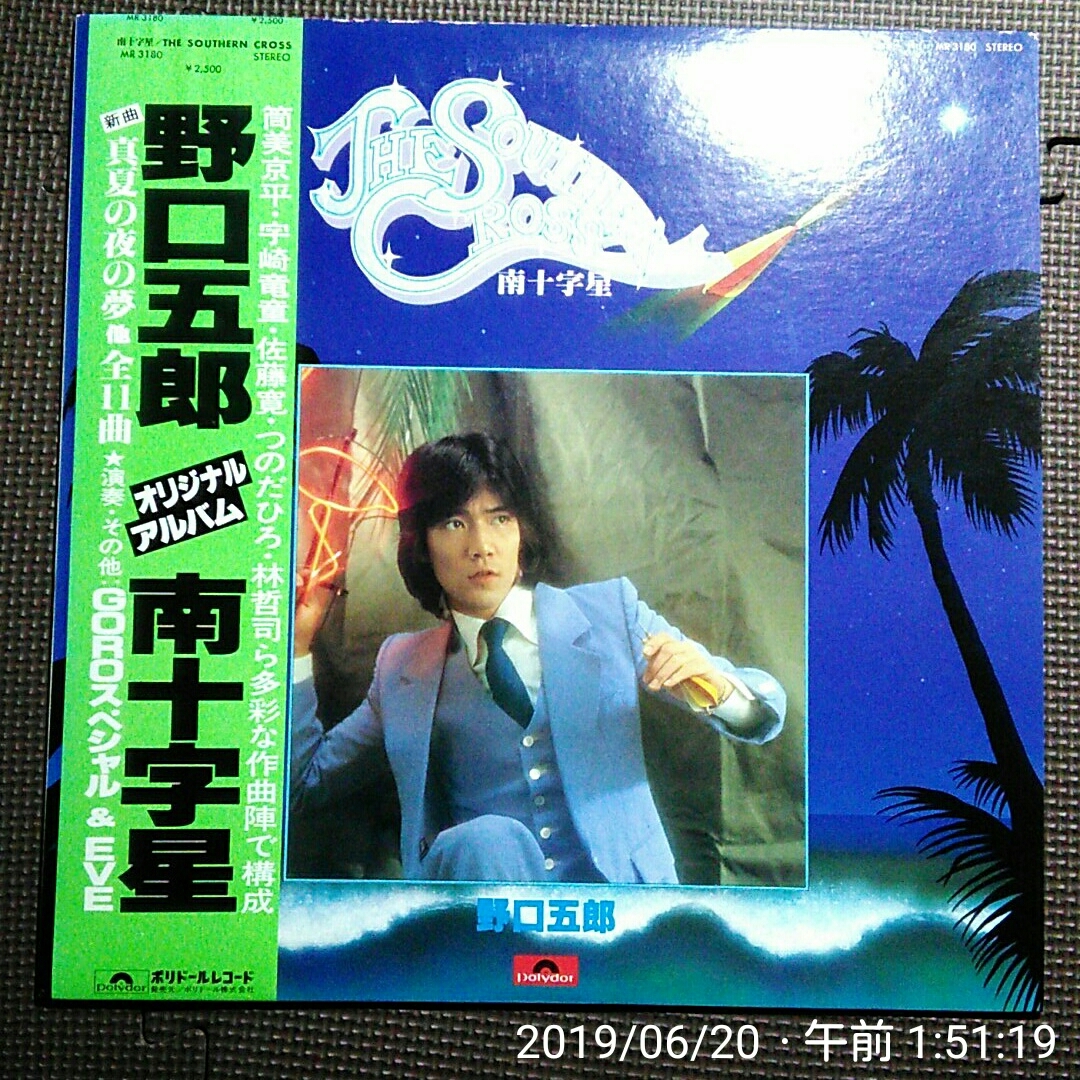 MR 3180 ¥2,500
南十字星/THE SOUTHERN CROSS
MR 3180 STEREO
¥2,500
筒美京平・宇崎竜童・佐藤寛・つのだひろ・林哲司ら多彩な作曲陣で構成
野口五郎
オリジナル
アルバム
南十字星
新曲
真夏の夜の夢 他 全11曲 ★演奏・その他:GOROスペシャル & EVE
Polydor ポリドールレコード
発売元/ポリドール株式会社
MR 3180 STEREO
THE SOUTHERN
CROSS
南十字星
野口五郎
Polydor
2019/06/20・午前 1:51:19